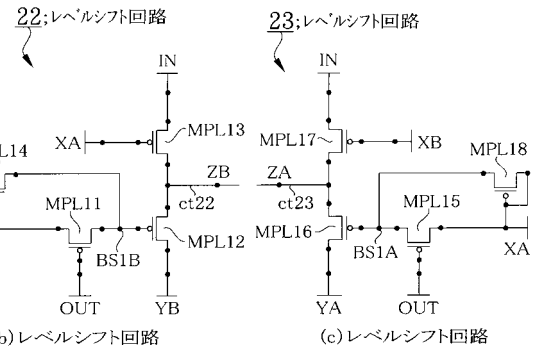 22;レベルシフト回路
23;レベルシフト回路
IN
IN
MPL13
MPL17
XA
XB
L14
MPL18
ZB
ZA
MPL11
ct22
ct23
MPL15
MPL12
MPL16
BS1B
BS1A
XA
OUT
YB
YA
OUT
b)レベルシフト回路
(c)レベルシフト回路